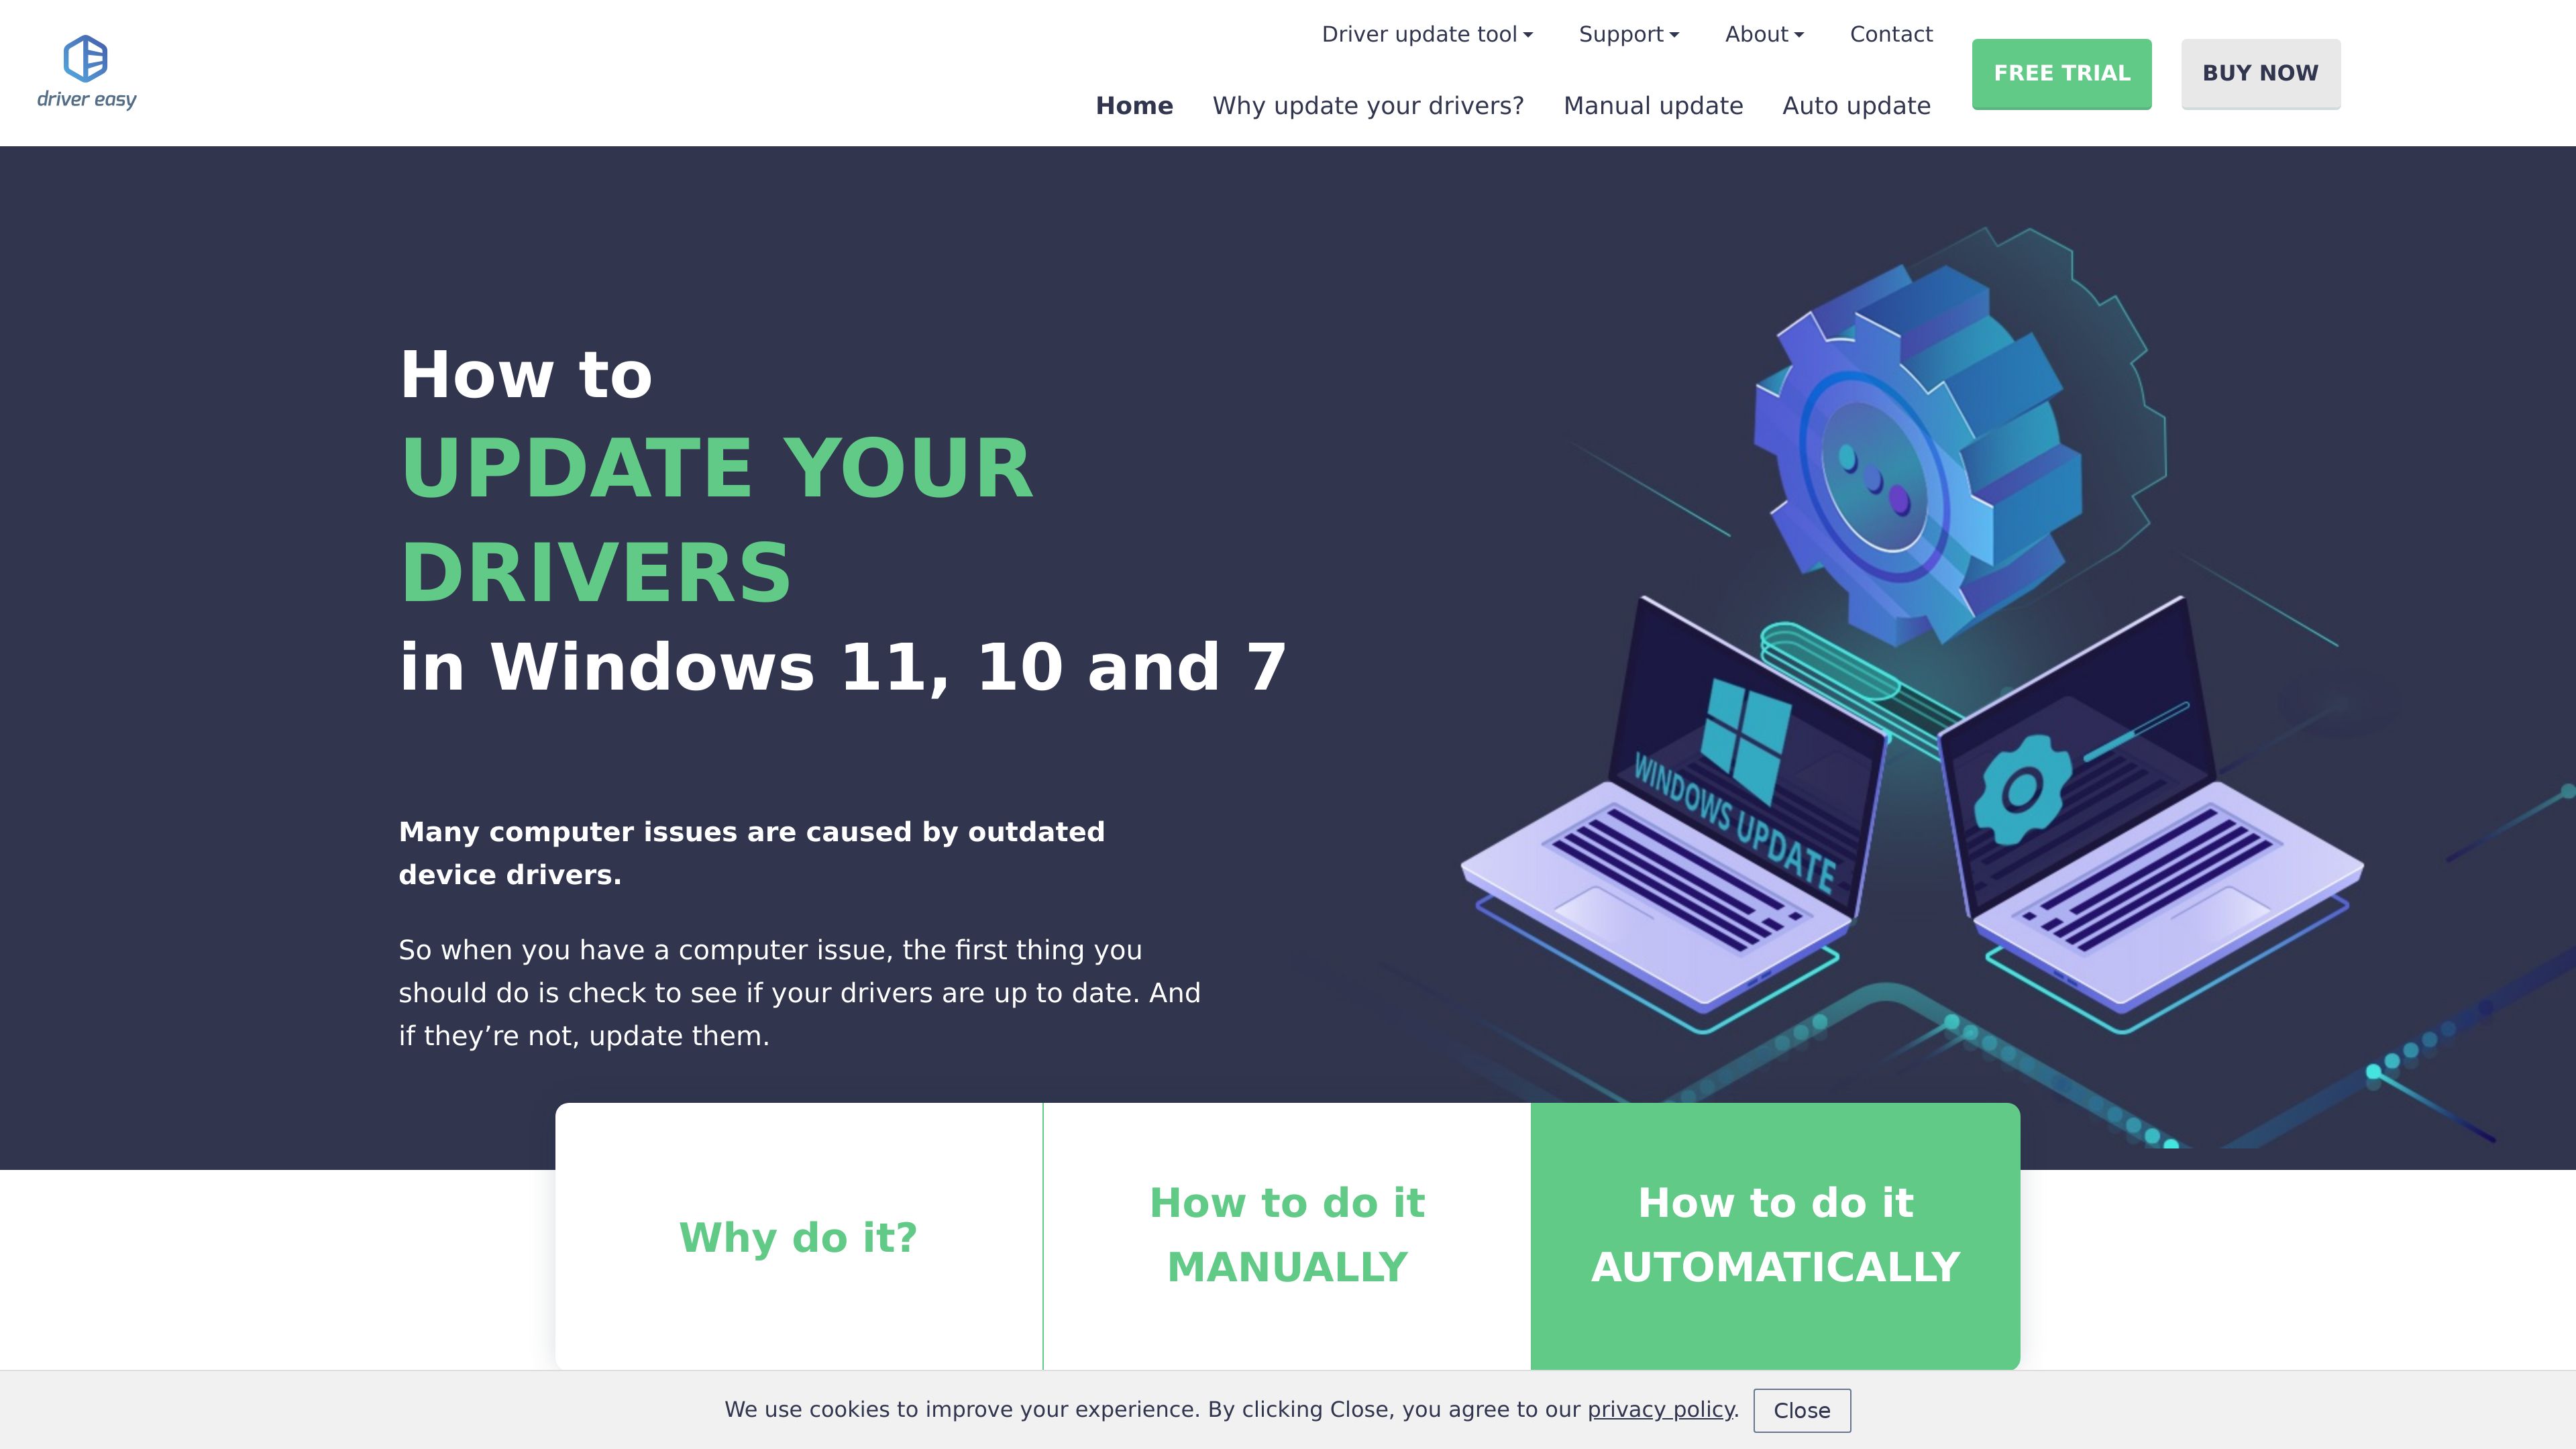 driver easy
Driver update tool
Support
About
Contact
FREE TRIAL
BUY NOW
Home
Why update your drivers?
Manual update
Auto update
How to
UPDATE YOUR
DRIVERS
in Windows 11, 10 and 7
Many computer issues are caused by outdated
device drivers.
So when you have a computer issue, the first thing you
should do is check to see if your drivers are up to date. And
if they’re not, update them.
WINDOWS UPDATE
Why do it?
How to do it
MANUALLY
How to do it
AUTOMATICALLY
We use cookies to improve your experience. By clicking Close, you agree to our privacy policy.
Close